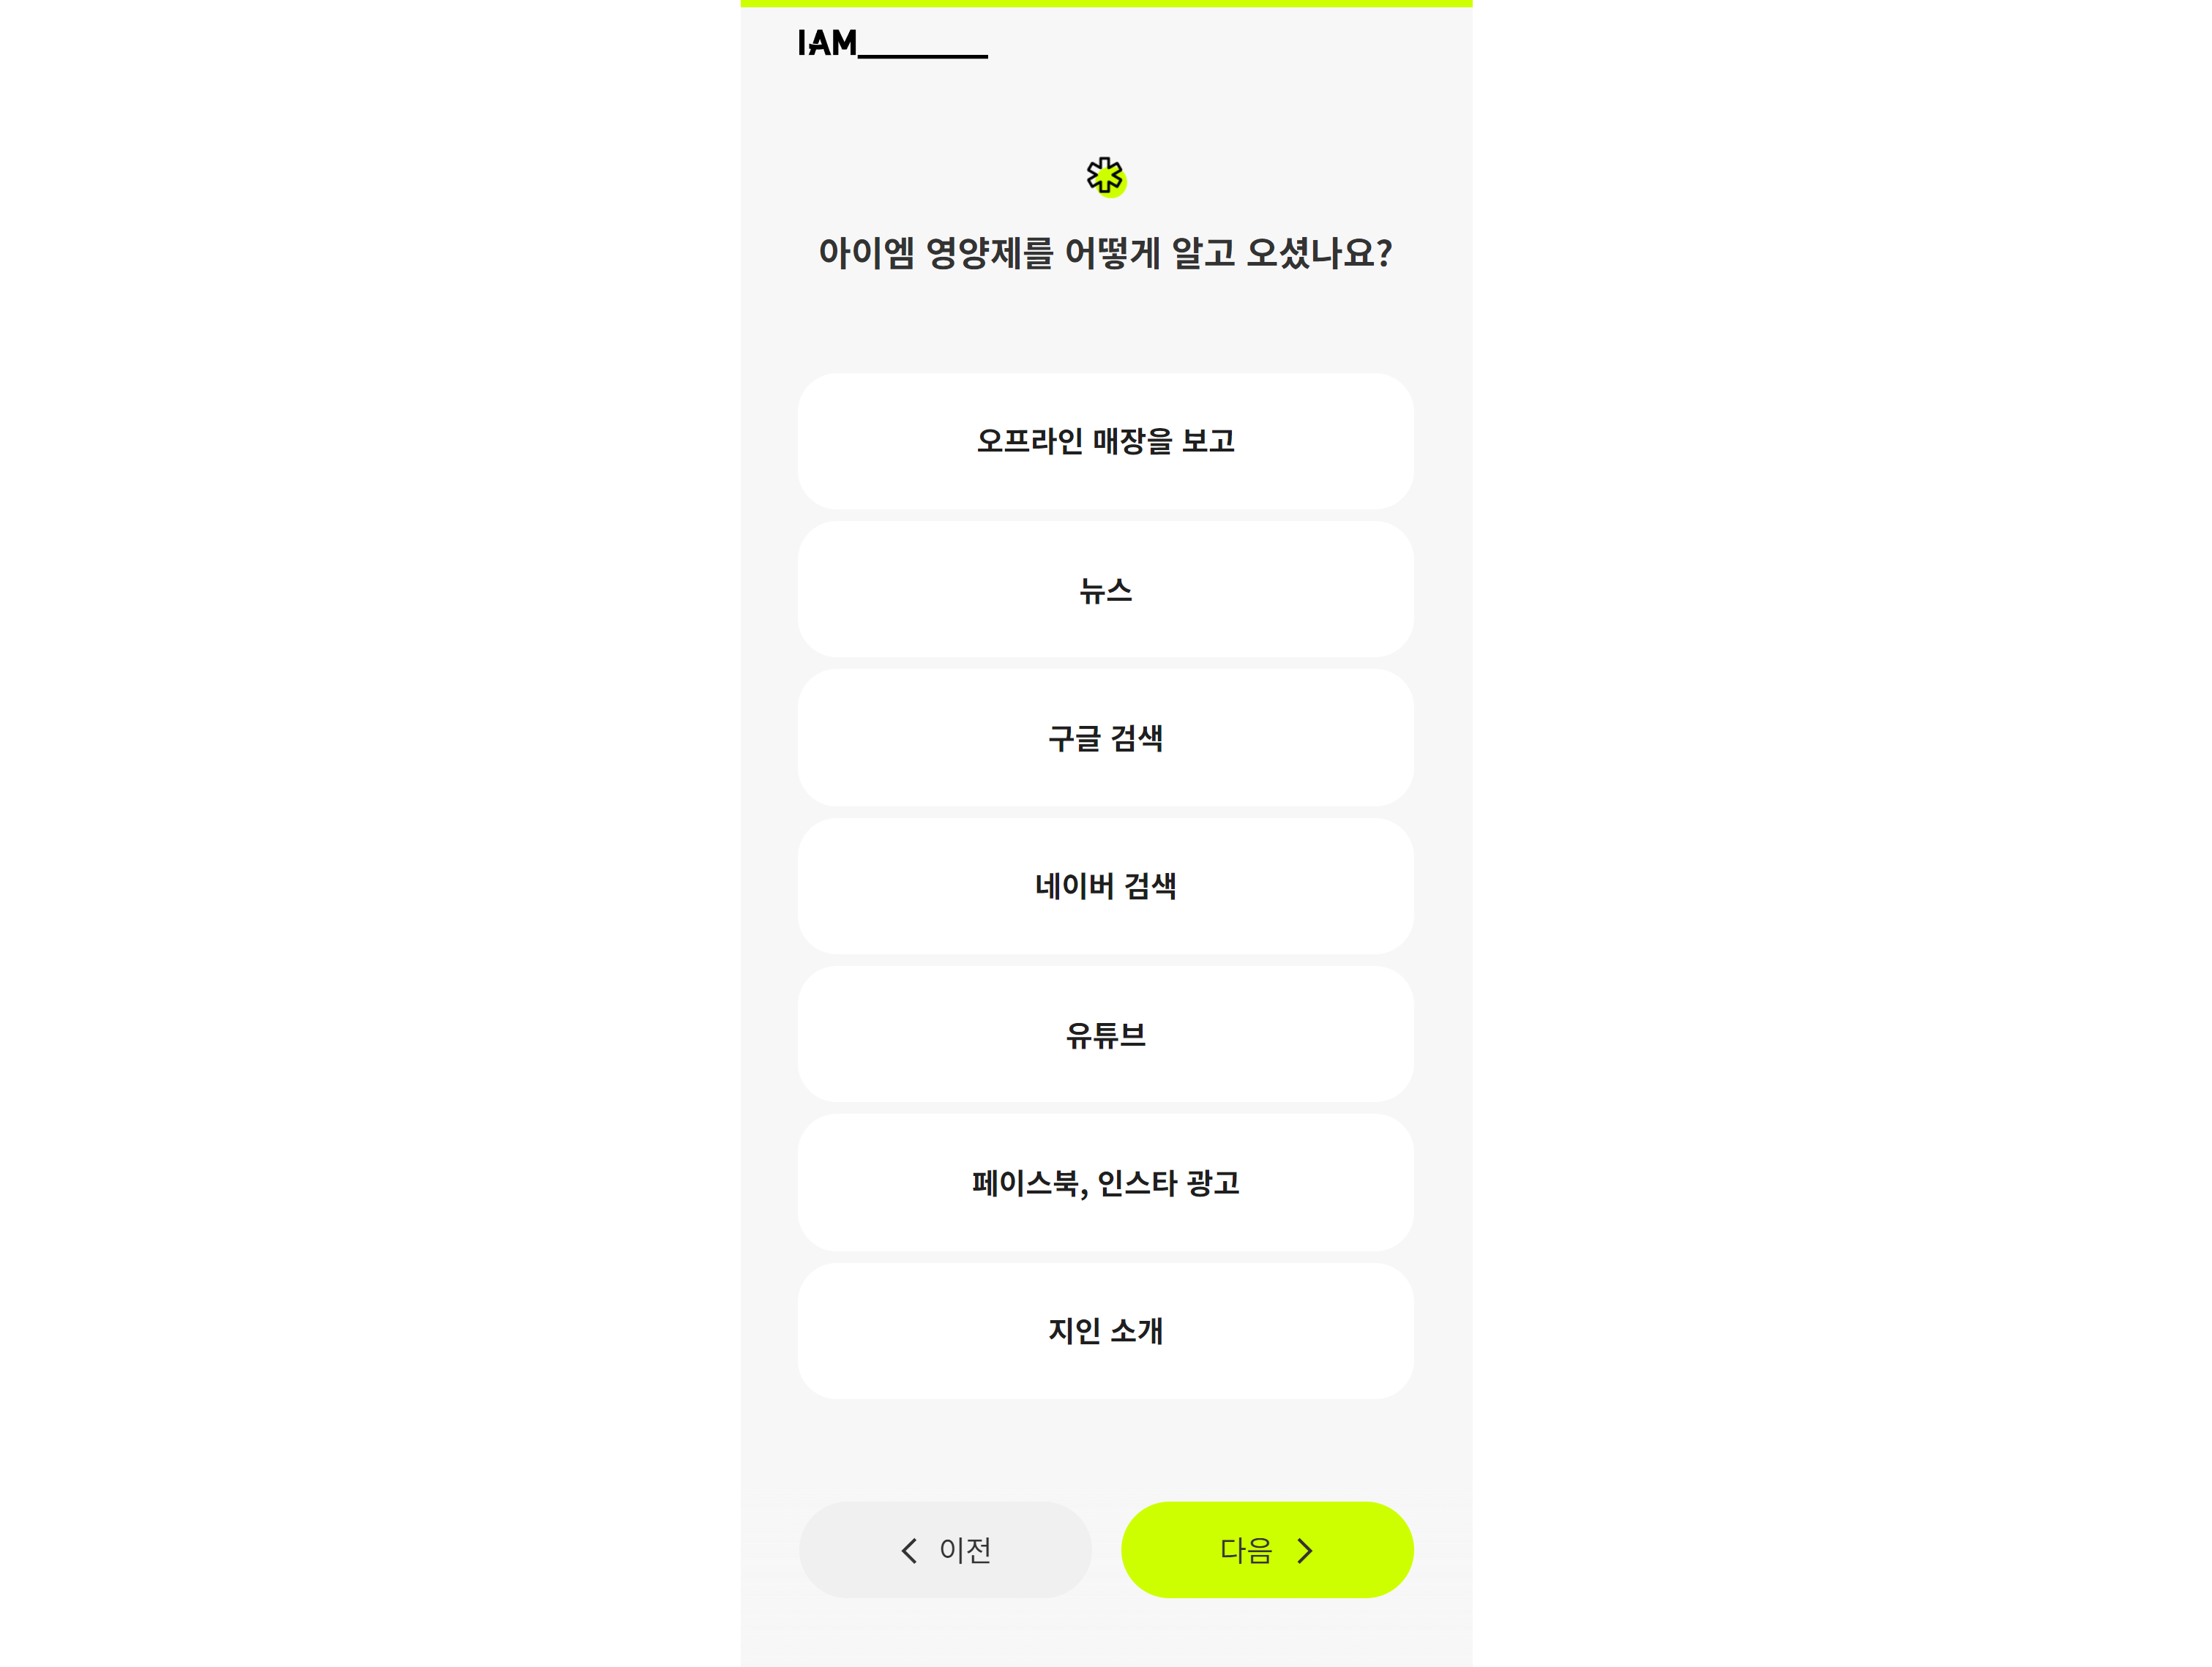 IAM
아이엠 영양제를 어떻게 알고 오셨나요?
오프라인 매장을 보고
뉴스
구글 검색
네이버 검색
유튜브
페이스북, 인스타 광고
지인 소개
이전
다음